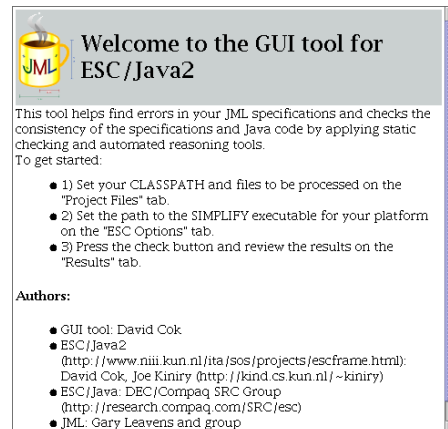 JML
Welcome to the GUI tool for
ESC/Java2
This tool helps find errors in your JML specifications and checks the
consistency of the specifications and Java code by applying static
checking and automated reasoning tools.
To get started:
1) Set your CLASSPATH and files to be processed on the
"Project Files" tab.
2) Set the path to the SIMPLIFY executable for your platform
on the "ESC Options" tab.
3) Press the check button and review the results on the
"Results" tab.
Authors:
GUI tool: David Cok
ESC/Java2
(http://www.niii.kun.nl/ita/sos/projects/escframe.html):
David Cok, Joe Kiniry (http://kind.cs.kun.nl/~kiniry)
ESC/Java: DEC/Compaq SRC Group
(http://research.compaq.com/SRC/esc)
JML: Gary Leavens and group